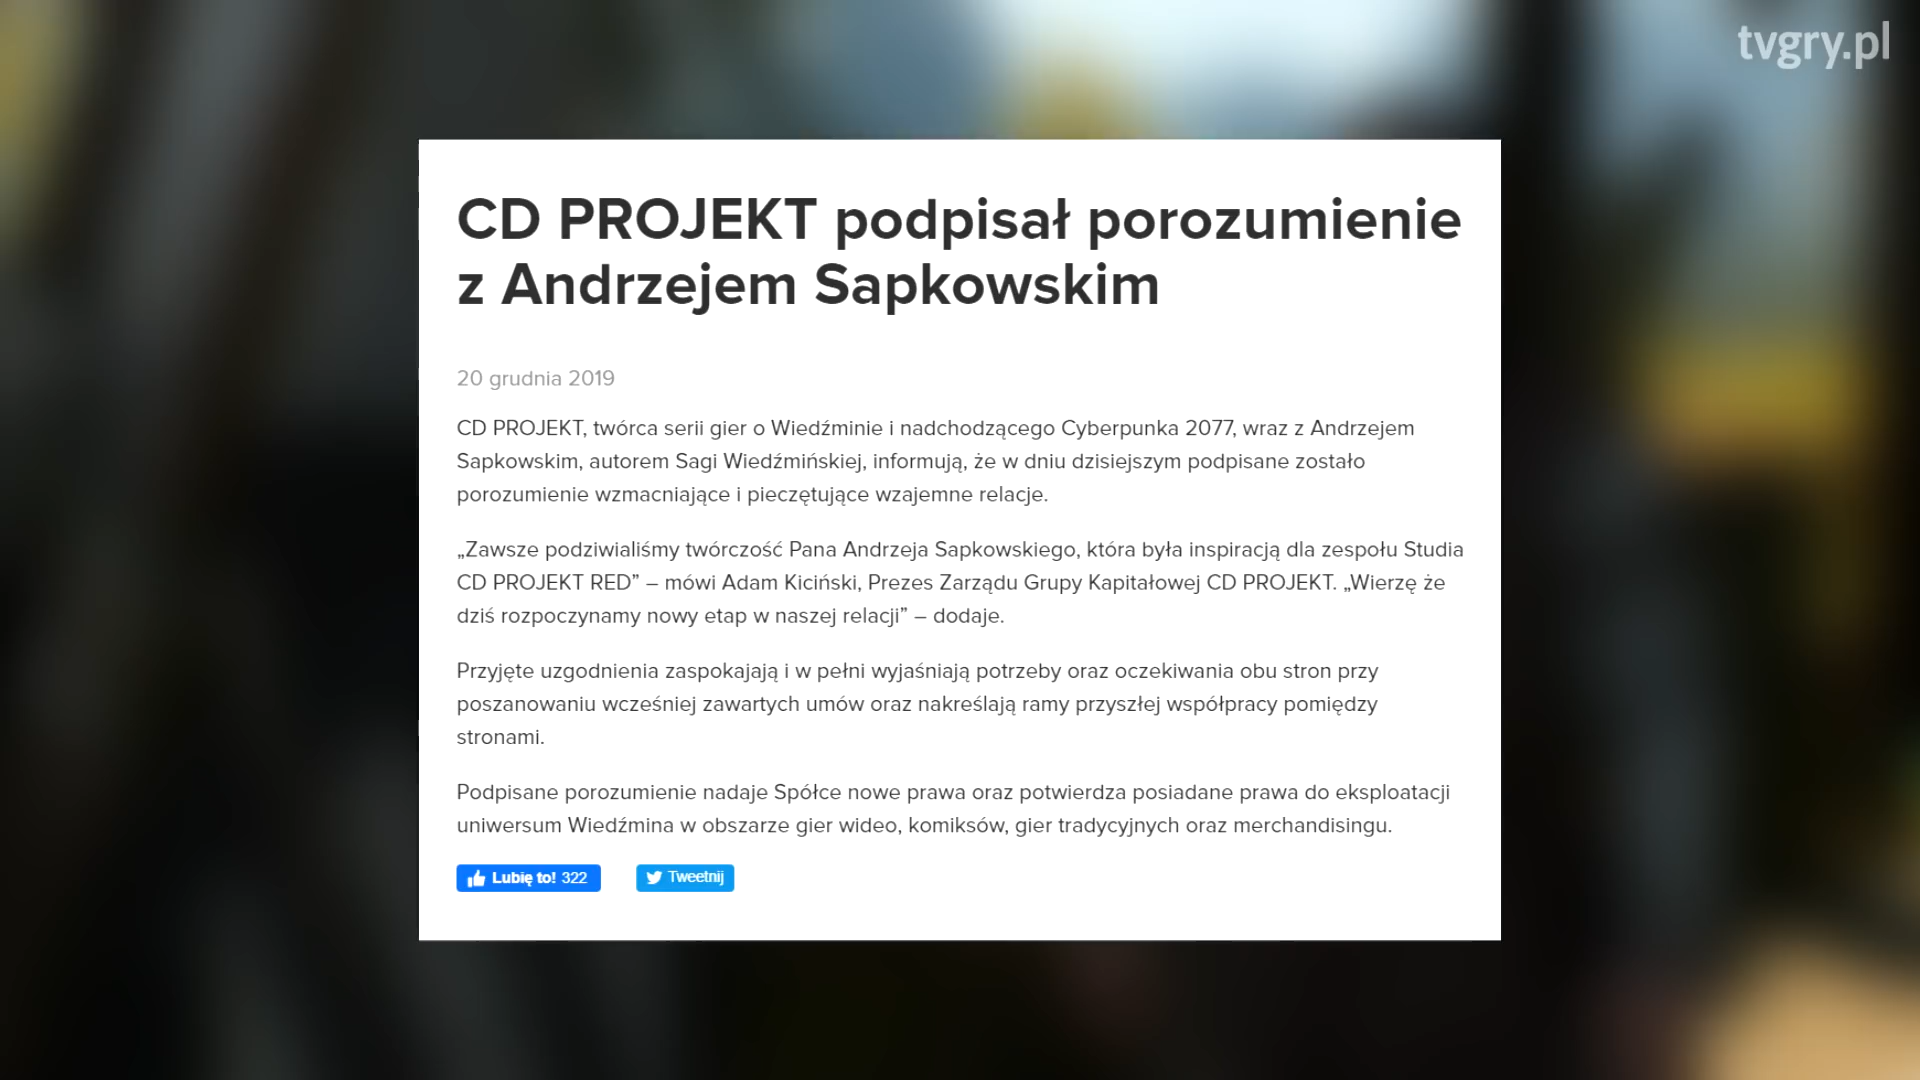 tvgry.pl
CD PROJEKT podpisał porozumienie
z Andrzejem Sapkowskim
20 grudnia 2019
CD PROJEKT, twórca serii gier o Wiedźminie i nadchodzącego Cyberpunka 2077, wraz z Andrzejem
Sapkowskim, autorem Sagi Wiedźmińskiej, informują, że w dniu dzisiejszym podpisane zostało
porozumienie wzmacniające i pieczętujące wzajemne relacje.
„Zawsze podziwialiśmy twórczość Pana Andrzeja Sapkowskiego, która była inspiracją dla zespołu Studia
CD PROJEKT RED” – mówi Adam Kiciński, Prezes Zarządu Grupy Kapitałowej CD PROJEKT. „Wierzę że
dziś rozpoczynamy nowy etap w naszej relacji” – dodaje.
Przyjęte uzgodnienia zaspokajają i w pełni wyjaśniają potrzeby oraz oczekiwania obu stron przy
poszanowaniu wcześniej zawartych umów oraz nakreślają ramy przyszłej współpracy pomiędzy
stronami.
Podpisane porozumienie nadaje Spółce nowe prawa oraz potwierdza posiadane prawa do eksploatacji
uniwersum Wiedźmina w obszarze gier wideo, komiksów, gier tradycyjnych oraz merchandisingu.
Lubię to! 322 Tweetnij